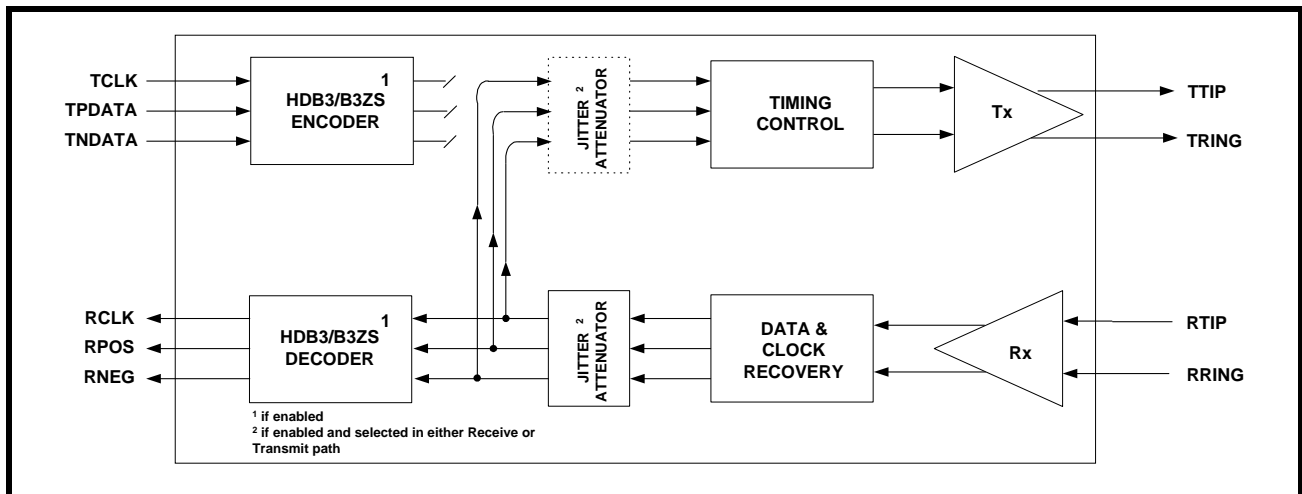 TCLK
TPDATA
TNDATA
HDB3/B3ZS 1
ENCODER
JITTER 2
ATTENUATOR
TIMING
CONTROL
Tx
TTIP
TRING
RCLK
RPOS
RNEG
HDB3/B3ZS 1
DECODER
JITTER 2
ATTENUATOR
DATA &
CLOCK
RECOVERY
Rx
RTIP
RRING
1 if enabled
2 if enabled and selected in either Receive or
Transmit path